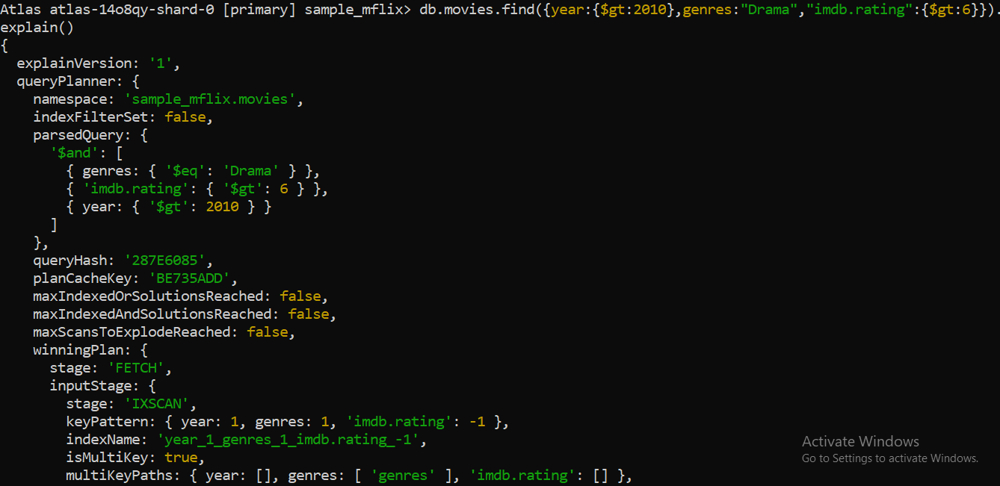 Atlas atlas-14o8qy-shard-0 [primary] sample_mflix> db.movies.find({year:{$gt:2010},genres:"Drama","imdb.rating":{$gt:6}}).
explain()
{
  explainVersion: '1',
  queryPlanner: {
    namespace: 'sample_mflix.movies',
    indexFilterSet: false,
    parsedQuery: {
      '$and': [
        { genres: { '$eq': 'Drama' } },
        { 'imdb.rating': { '$gt': 6 } },
        { year: { '$gt': 2010 } }
      ]
    },
    queryHash: '287E6085',
    planCacheKey: 'BE735ADD',
    maxIndexedOrSolutionsReached: false,
    maxIndexedAndSolutionsReached: false,
    maxScansToExplodeReached: false,
    winningPlan: {
      stage: 'FETCH',
      inputStage: {
        stage: 'IXSCAN',
        keyPattern: { year: 1, genres: 1, 'imdb.rating': -1 },
        indexName: 'year_1_genres_1_imdb.rating_-1',
        isMultiKey: true,
        multiKeyPaths: { year: [], genres: [ 'genres' ], 'imdb.rating': [] },
Activate Windows
Go to Settings to activate Windows.